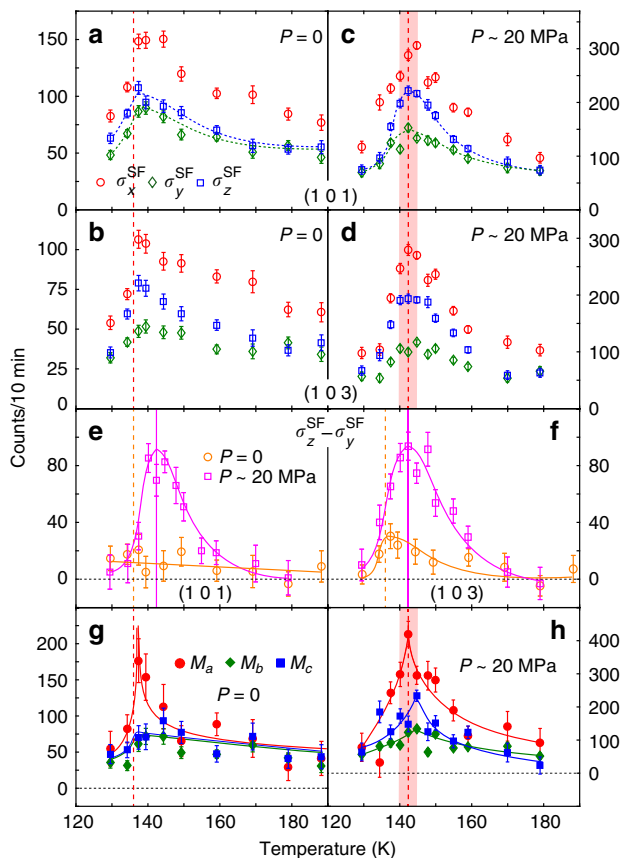 150
100
50
0
a
P = 0
σxSF
σySF
σzSF
(1 0 1)
c
P ~ 20 MPa
300
200
100
0
100
75
50
25
0
b
P = 0
(1 0 3)
d
P ~ 20 MPa
300
200
100
0
Counts/10 min
80
40
0
e
σzSF–σySF
P = 0
P ~ 20 MPa
(1 0 1)
f
(1 0 3)
80
40
0
200
150
100
50
0
g
Ma
Mb
Mc
P = 0
h
P ~ 20 MPa
400
300
200
100
0
120 140 160 180 120 140 160 180
Temperature (K) Temperature (K)